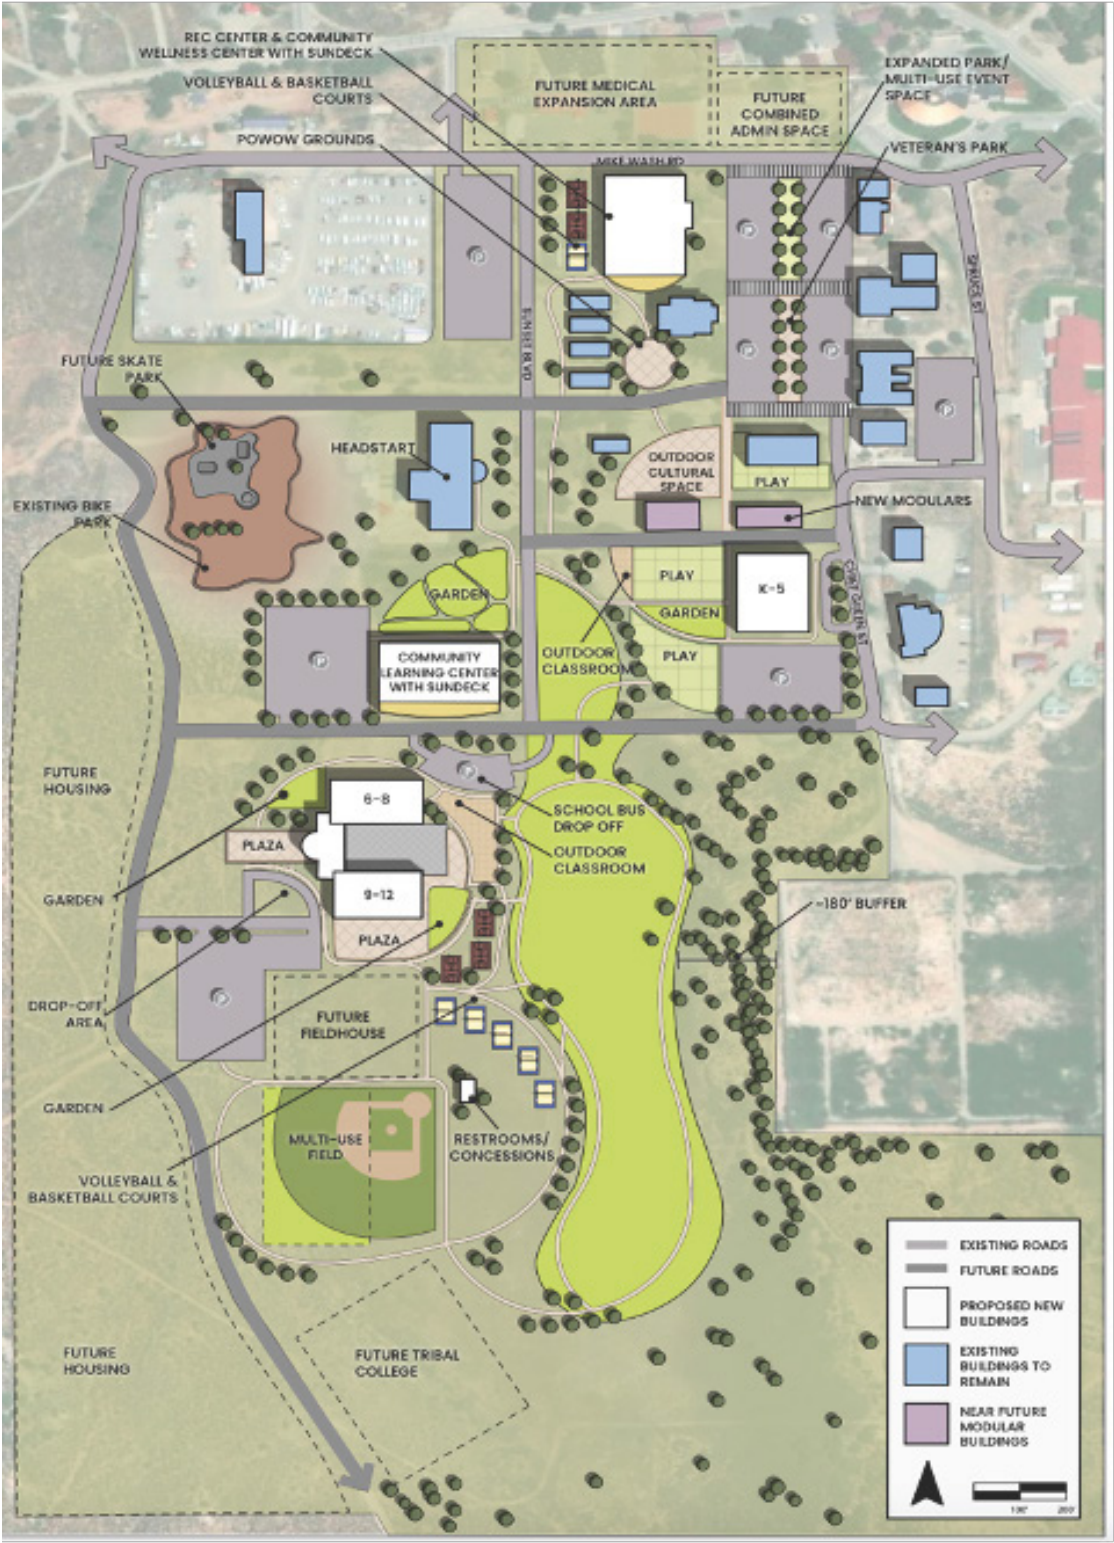 REC CENTER & COMMUNITY
WELLNESS CENTER WITH SUNDECK
VOLLEYBALL & BASKETBALL
COURTS
POWOW GROUNDS
FUTURE MEDICAL
EXPANSION AREA
FUTURE
COMBINED
ADMIN SPACE
EXPANDED PARK/
MULTI-USE EVENT
SPACE
VETERAN'S PARK
MIKE WASH RD
P
P
P
P
P
SUNSET BLVD
SPRUCE ST
FUTURE SKATE
PARK
P
HEADSTART
OUTDOOR
CULTURAL
SPACE
PLAY
EXISTING BIKE
PARK
NEW MODULARS
PLAY
K-5
GARDEN
GARDEN
P
COMMUNITY
LEARNING CENTER
WITH SUNDECK
OUTDOOR
CLASSROOM
PLAY
P
FUTURE
HOUSING
P
6-8
SCHOOL BUS
DROP OFF
PLAZA
OUTDOOR
CLASSROOM
GARDEN
9-12
~180' BUFFER
PLAZA
DROP-OFF
AREA
P
FUTURE
FIELDHOUSE
GARDEN
MULTI-USE
FIELD
RESTROOMS/
CONCESSIONS
VOLLEYBALL &
BASKETBALL COURTS
FUTURE
HOUSING
FUTURE TRIBAL
COLLEGE
EXISTING ROADS
FUTURE ROADS
PROPOSED NEW
BUILDINGS
EXISTING
BUILDINGS TO
REMAIN
NEAR FUTURE
MODULAR
BUILDINGS
100' 200'